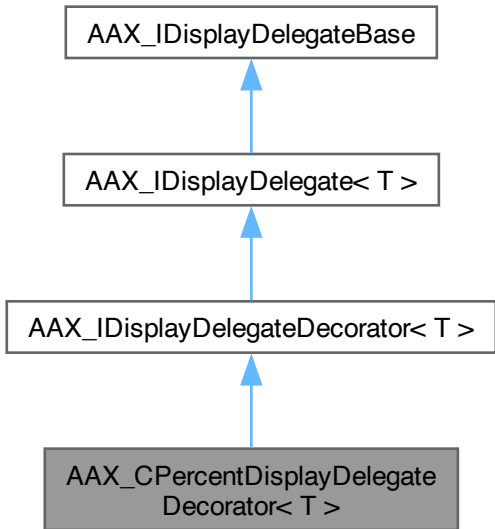 AAX_IDisplayDelegateBase
AAX_IDisplayDelegate< T >
AAX_IDisplayDelegateDecorator< T >
AAX_CPercentDisplayDelegate
Decorator< T >